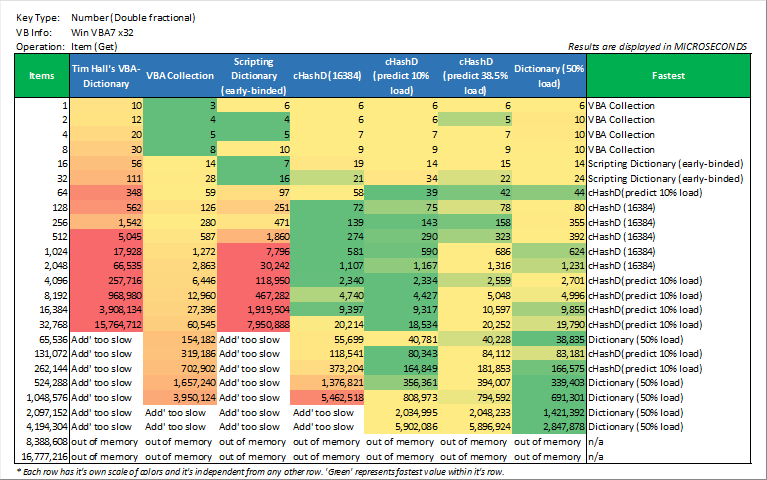 Key Type: Number (Double fractional)
VB Info: Win VBA7 x32
Operation: Item (Get)
Results are displayed in MICROSECONDS
Items Tim Hall's VBA-Dictionary VBA Collection Scripting Dictionary (early-binded) cHashD (16384) cHashD (predict 10% load) cHashD (predict 38.5% load) Dictionary (50% load) Fastest
1 10 3 6 6 6 6 6 VBA Collection
2 12 4 4 6 6 5 10 VBA Collection
4 20 5 5 7 7 7 10 VBA Collection
8 30 8 10 9 9 9 10 VBA Collection
16 56 14 7 19 14 15 14 Scripting Dictionary (early-binded)
32 111 28 16 21 34 22 24 Scripting Dictionary (early-binded)
64 348 59 97 58 39 42 44 cHashD(predict 10% load)
128 562 126 251 72 75 78 80 cHashD (16384)
256 1,542 280 471 139 143 158 355 cHashD (16384)
512 5,045 587 1,860 274 290 323 392 cHashD (16384)
1,024 17,928 1,272 7,796 581 590 686 624 cHashD (16384)
2,048 66,535 2,863 30,242 1,107 1,167 1,316 1,231 cHashD (16384)
4,096 257,716 6,446 118,950 2,340 2,334 2,559 2,701 cHashD(predict 10% load)
8,192 968,980 12,960 467,282 4,740 4,427 5,048 4,996 cHashD(predict 10% load)
16,384 3,908,134 27,396 1,919,504 9,397 9,317 10,597 9,855 cHashD(predict 10% load)
32,768 15,764,712 60,545 7,950,888 20,214 18,534 20,252 19,790 cHashD(predict 10% load)
65,536 Add' too slow 154,182 Add' too slow 55,699 40,781 40,228 38,835 Dictionary (50% load)
131,072 Add' too slow 319,186 Add' too slow 118,541 80,343 84,112 83,181 cHashD(predict 10% load)
262,144 Add' too slow 702,902 Add' too slow 373,204 164,849 181,853 166,575 cHashD(predict 10% load)
524,288 Add' too slow 1,657,240 Add' too slow 1,376,821 356,361 394,007 339,403 Dictionary (50% load)
1,048,576 Add' too slow 3,950,124 Add' too slow 5,462,518 808,973 794,592 691,301 Dictionary (50% load)
2,097,152 Add' too slow Add' too slow Add' too slow Add' too slow 2,034,995 2,048,233 1,421,392 Dictionary (50% load)
4,194,304 Add' too slow Add' too slow Add' too slow Add' too slow 5,902,086 5,896,924 2,847,878 Dictionary (50% load)
8,388,608 out of memory out of memory out of memory out of memory out of memory out of memory out of memory n/a
16,777,216 out of memory out of memory out of memory out of memory out of memory out of memory out of memory n/a
* Each row has it's own scale of colors and it's independent from any other row. 'Green' represents fastest value within it's row.